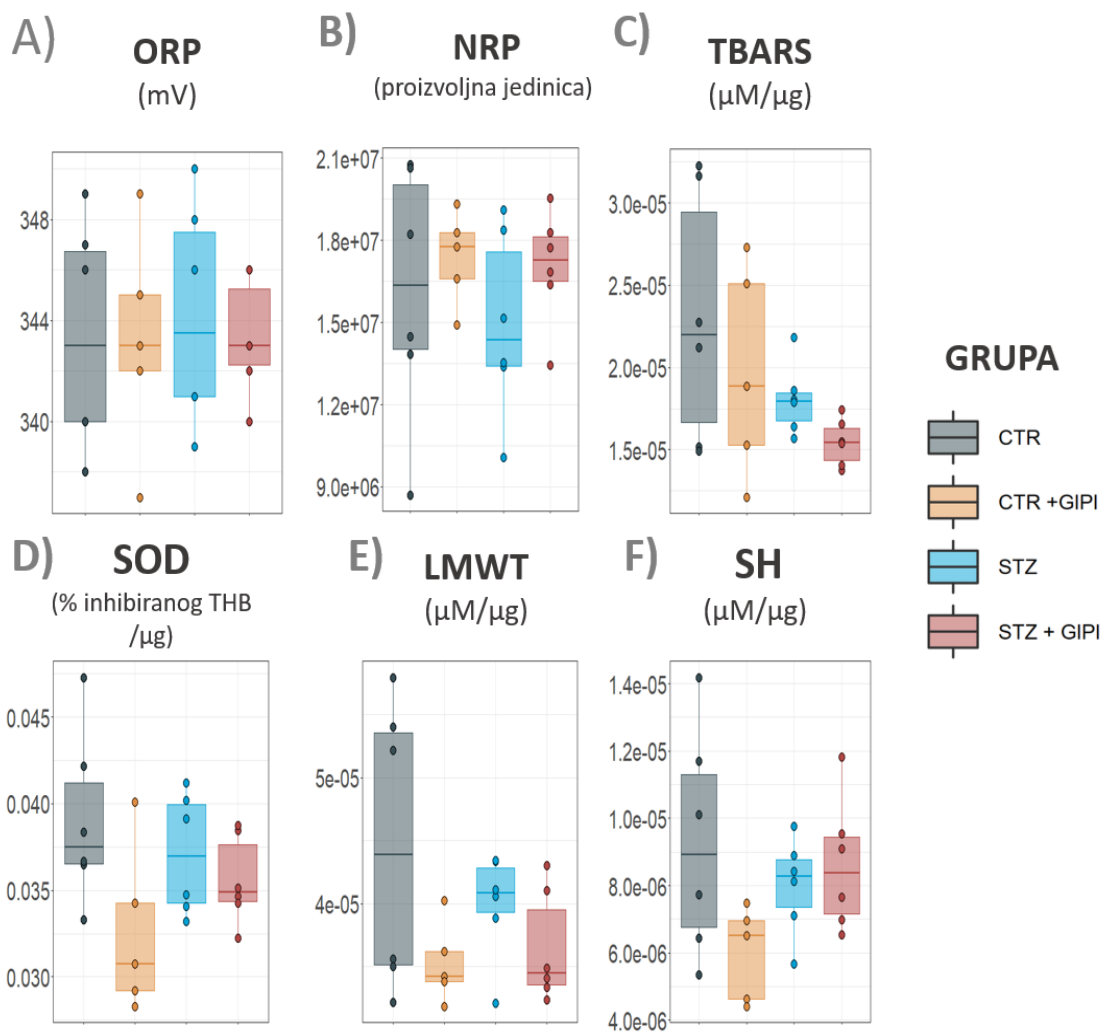 A)
ORP
(mV)
348
344
340
B)
NRP
(proizvoljna jedinica)
2.1e+07
1.8e+07
1.5e+07
1.2e+07
9.0e+06
C)
TBARS
(μM/μg)
3.0e-05
2.5e-05
2.0e-05
1.5e-05
D)
SOD
(% inhibiranog THB
/μg)
0.045
0.040
0.035
0.030
E)
LMWT
(μM/μg)
5e-05
4e-05
F)
SH
(μM/μg)
1.4e-05
1.2e-05
1.0e-05
8.0e-06
6.0e-06
4.0e-06
GRUPA
CTR
CTR +GIPI
STZ
STZ + GIPI